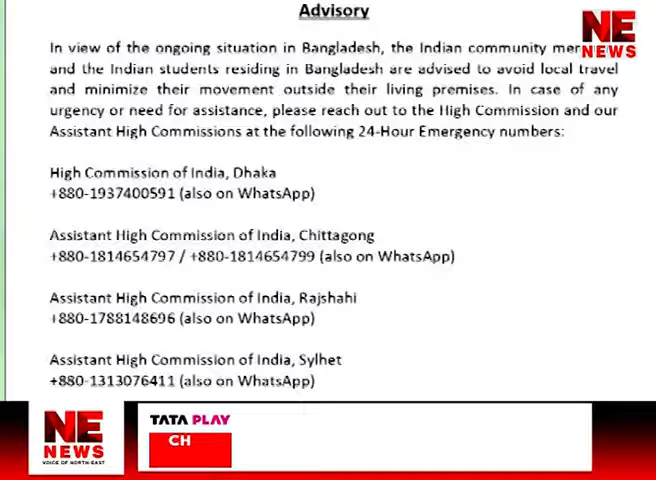 Advisory
NE
NEWS
In view of the ongoing situation in Bangladesh, the Indian community
and the Indian students residing in Bangladesh are advised to avoid local travel
and minimize their movement outside their living premises. In case of any
urgency or need for assistance, please reach out to the High Commission and our
Assistant High Commissions at the following 24-Hour Emergency numbers:
High Commission of India, Dhaka
+880-1937400591 (also on WhatsApp)
Assistant High Commission of India, Chittagong
+880-1814654797 / +880-1814654799 (also on WhatsApp)
Assistant High Commission of India, Rajshahi
+880-1788148696 (also on WhatsApp)
Assistant High Commission of India, Sylhet
+880-1313076411 (also on WhatsApp)
NE
NEWS
VOICE OF NORTH-EAST
TATA PLAY
CH